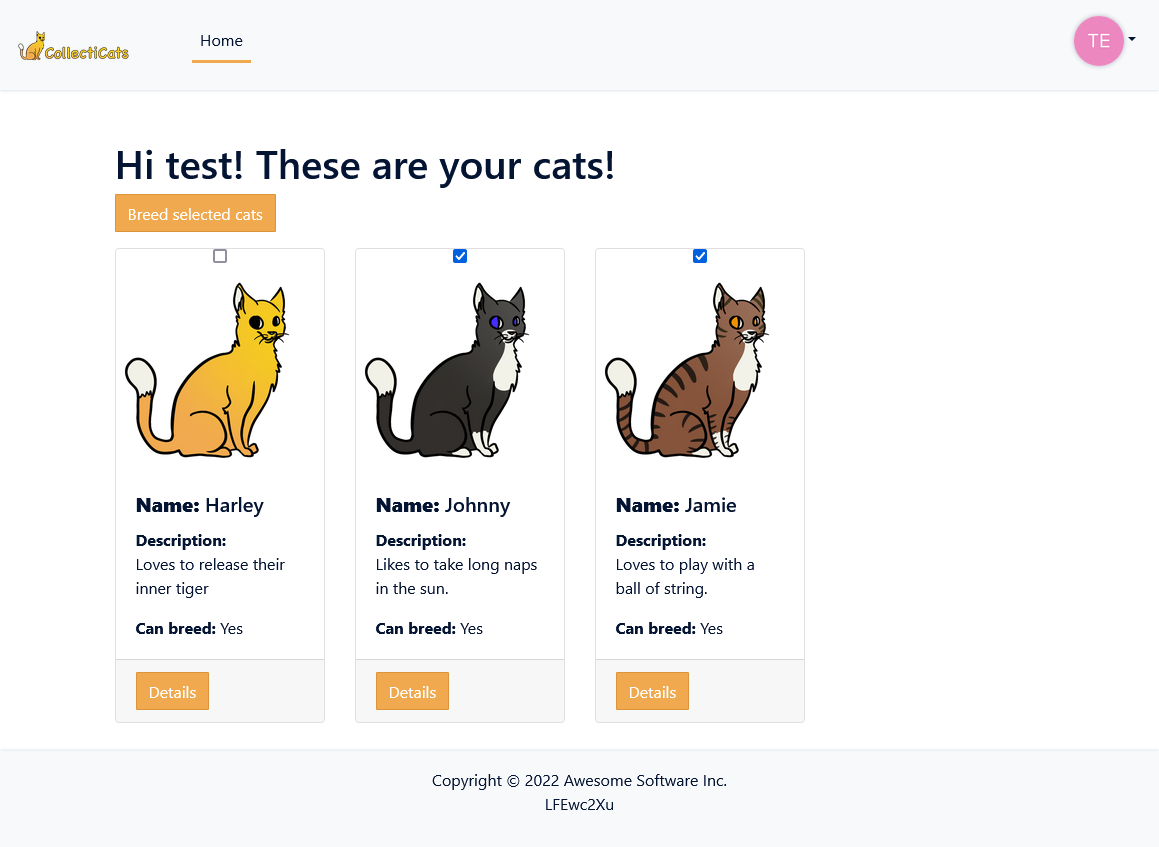 CollectiCats
Home
TE
Hi test! These are your cats!
Breed selected cats
Name: Harley
Description:
Loves to release their
inner tiger
Can breed: Yes
Details
Name: Johnny
Description:
Likes to take long naps
in the sun.
Can breed: Yes
Details
Name: Jamie
Description:
Loves to play with a
ball of string.
Can breed: Yes
Details
Copyright © 2022 Awesome Software Inc.
LFEwc2Xu